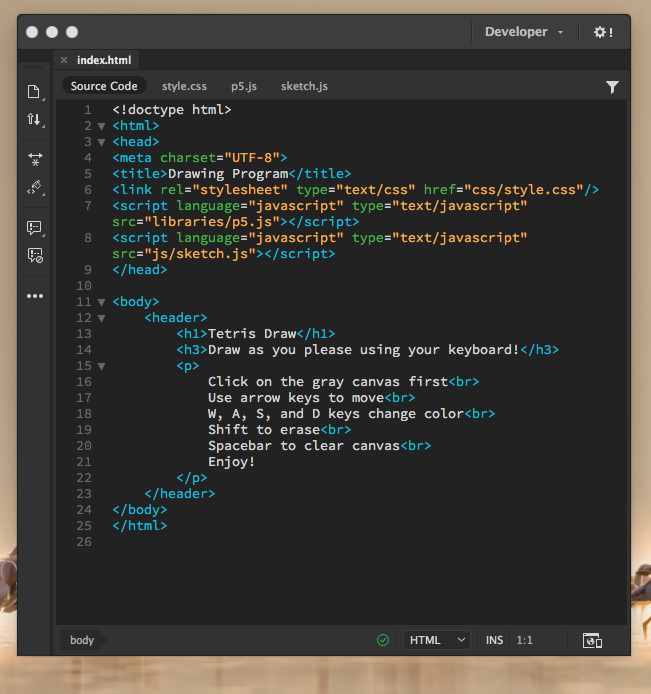 Developer
!
× index.html
Source Code style.css p5.js sketch.js
1 <!doctype html>
2 <html>
3 <head>
4 <meta charset="UTF-8">
5 <title>Drawing Program</title>
6 <link rel="stylesheet" type="text/css" href="css/style.css"/>
7 <script language="javascript" type="text/javascript"
src="libraries/p5.js"></script>
8 <script language="javascript" type="text/javascript"
src="js/sketch.js"></script>
9 </head>
10
11 <body>
12     <header>
13         <h1>Tetris Draw</h1>
14         <h3>Draw as you please using your keyboard!</h3>
15         <p>
16             Click on the gray canvas first<br>
17             Use arrow keys to move<br>
18             W, A, S, and D keys change color<br>
19             Shift to erase<br>
20             Spacebar to clear canvas<br>
21             Enjoy!
22         </p>
23     </header>
24 </body>
25 </html>
26
body HTML INS 1:1